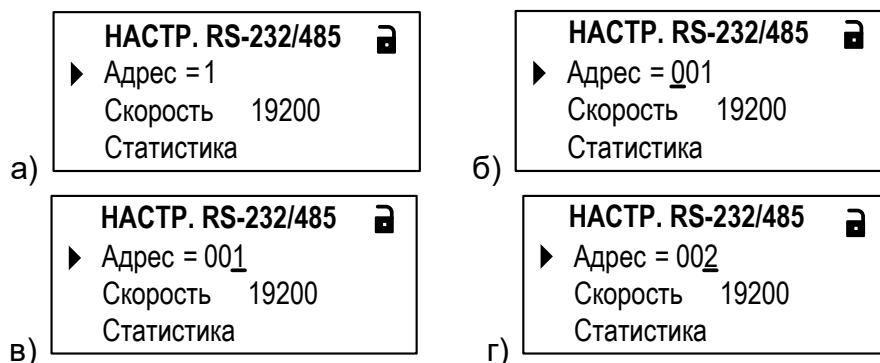 НАСТР. RS-232/485
Адрес = 1
Скорость 19200
Статистика
а)
НАСТР. RS-232/485
Адрес = 001
Скорость 19200
Статистика
б)
НАСТР. RS-232/485
Адрес = 001
Скорость 19200
Статистика
в)
НАСТР. RS-232/485
Адрес = 002
Скорость 19200
Статистика
г)